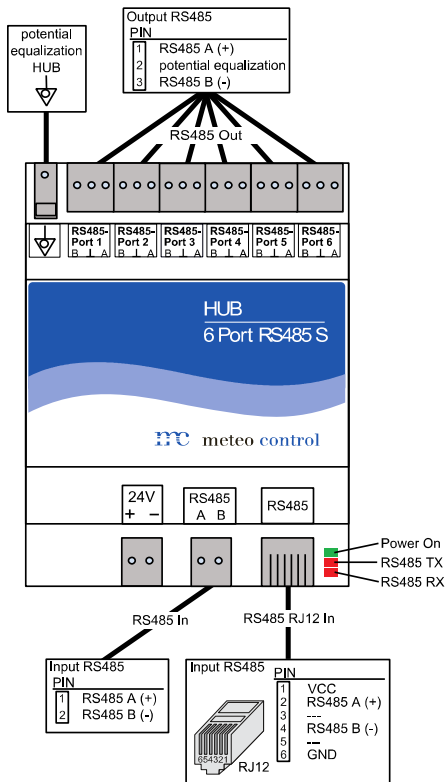 potential
equalization
HUB
Output RS485
PIN
1 RS485 A (+)
2 potential equalization
3 RS485 B (-)
RS485 Out
RS485-
Port 1
B ⊥ A
RS485-
Port 2
B ⊥ A
RS485-
Port 3
B ⊥ A
RS485-
Port 4
B ⊥ A
RS485-
Port 5
B ⊥ A
RS485-
Port 6
B ⊥ A
HUB
6 Port RS485 S
mc meteo control
24V
+ −
RS485
A B
RS485
Power On
RS485 TX
RS485 RX
RS485 In
RS485 RJ12 In
Input RS485
PIN
1 RS485 A (+)
2 RS485 B (-)
Input RS485
PIN
1 VCC
2 RS485 A (+)
3 ---
4 RS485 B (-)
5 ---
6 GND
654321
RJ12